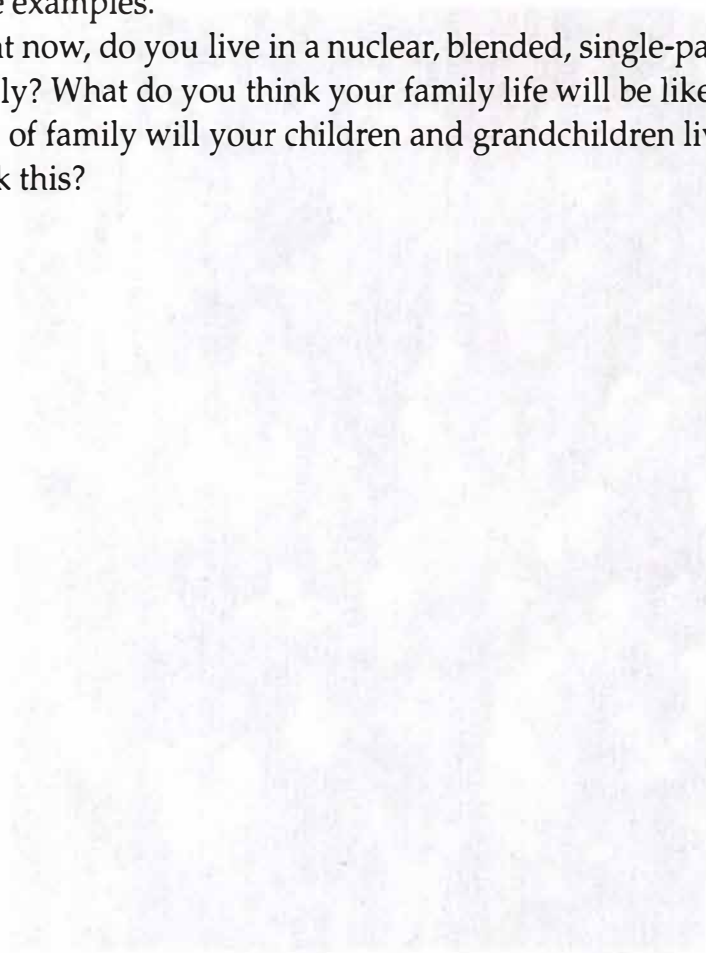 e examples.
ht now, do you live in a nuclear, blended, single-pa
ly? What do you think your family life will be like
of family will your children and grandchildren liv
k this?